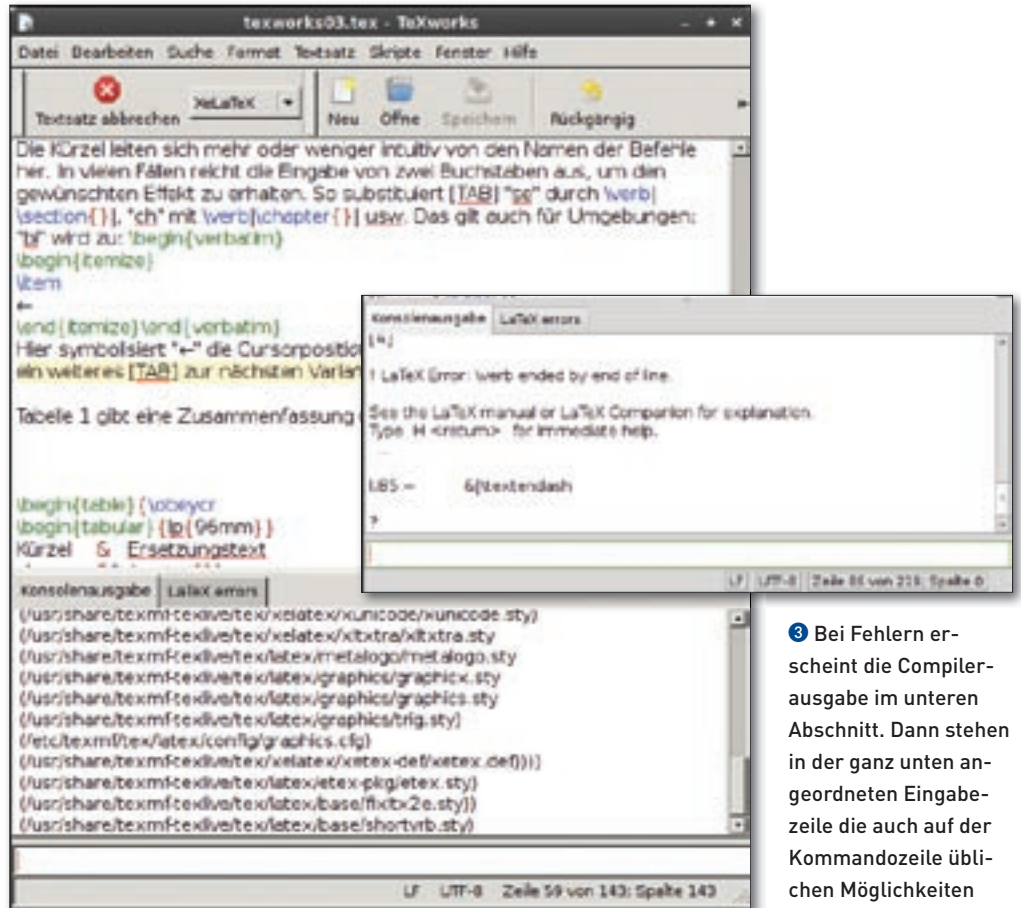 texworks03.tex - TeXworks
Datei Bearbeiten Suche Format Textsatz Skripte Fenster Hilfe
Textsatz abbrechen XeLaTeX Neu Öffne Speichern Rückgängig
Die Kürzel leiten sich mehr oder weniger intuitiv von den Namen der Befehle
her. In vielen Fällen reicht die Eingabe von zwei Buchstaben aus, um den
gewünschten Effekt zu erhalten. So substituiert [TAB] "se" durch \verb|
\section{}|, "ch" mit \verb|\chapter{}| usw. Das gilt auch für Umgebungen:
"bi" wird zu: \begin{verbatim}
\begin{itemize}
\item
←
\end{itemize}\end{verbatim}
Hier symbolisiert "←" die Cursorposition
ein weiteres [TAB] zur nächsten
Tabelle 1 gibt eine Zusammenfassung
\begin{table}{\obeycr
\begin{tabular}{lp{96mm}}
Kürzel & Ersetzungstext
Konsolenausgabe LaTeX errors
(/usr/share/texmf-texlive/tex/xelatex/xunicode/xunicode.sty)
(/usr/share/texmf-texlive/tex/xelatex/xltxtra/xltxtra.sty
(/usr/share/texmf-texlive/tex/latex/metalogo/metalogo.sty
(/usr/share/texmf-texlive/tex/latex/graphics/graphicx.sty
(/usr/share/texmf-texlive/tex/latex/graphics/graphics.sty
(/usr/share/texmf-texlive/tex/latex/graphics/trig.sty)
(/etc/texmf/tex/latex/config/graphics.cfg)
(/usr/share/texmf-texlive/tex/xelatex/xetex-def/xetex.def)))
(/usr/share/texmf-texlive/tex/latex/etex-pkg/etex.sty)
(/usr/share/texmf-texlive/tex/latex/base/fixltx2e.sty))
(/usr/share/texmf-texlive/tex/latex/base/shortvrb.sty)
LF UTF-8 Zeile 59 von 143; Spalte 143
Konsolenausgabe LaTeX errors
[4]
! LaTeX Error: \verb ended by end of line.
See the LaTeX manual or LaTeX Companion for explanation.
Type H <return> for immediate help.
...
l.85 – &{\textendash
?
LF UTF-8 Zeile 86 von 219; Spalte 0
3 Bei Fehlern er-
scheint die Compiler-
ausgabe im unteren
Abschnitt. Dann stehen
in der ganz unten an-
geordneten Eingabe-
zeile die auch auf der
Kommandozeile übli-
chen Möglichkeiten